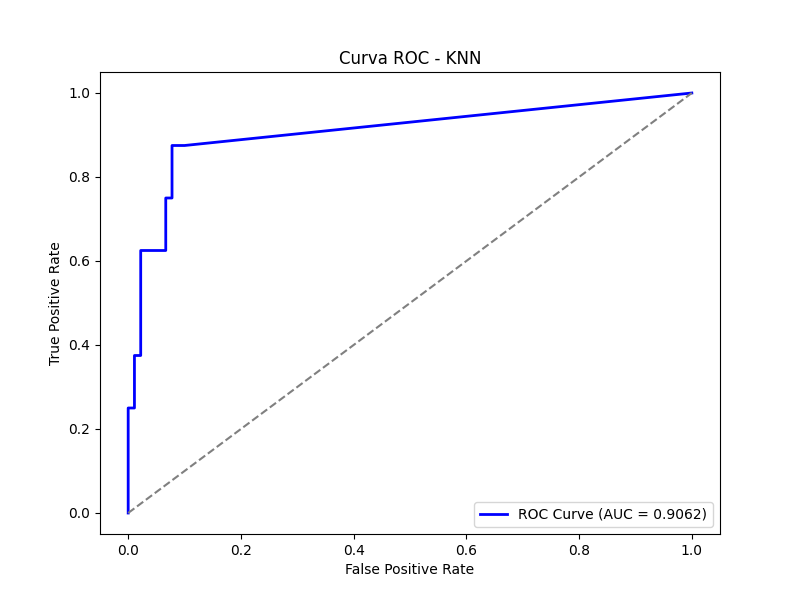 Curva ROC - KNN
True Positive Rate
1.0
0.8
0.6
0.4
0.2
0.0
ROC Curve (AUC = 0.9062)
0.0 0.2 0.4 0.6 0.8 1.0
False Positive Rate